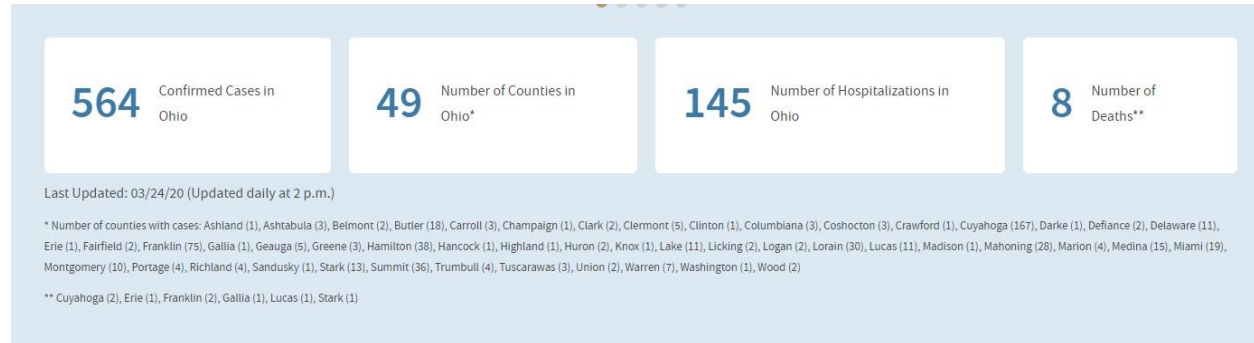 564 Confirmed Cases in
Ohio
49 Number of Counties in
Ohio*
145 Number of Hospitalizations in
Ohio
8 Number of
Deaths**
Last Updated: 03/24/20 (Updated daily at 2 p.m.)
* Number of counties with cases: Ashland (1), Ashtabula (3), Belmont (2), Butler (18), Carroll (3), Champaign (1), Clark (2), Clermont (5), Clinton (1), Columbiana (3), Coshocton (3), Crawford (1), Cuyahoga (167), Darke (1), Defiance (2), Delaware (11),
Erie (1), Fairfield (2), Franklin (75), Gallia (1), Geauga (5), Greene (3), Hamilton (38), Hancock (1), Highland (1), Huron (2), Knox (1), Lake (11), Licking (2), Logan (2), Lorain (30), Lucas (11), Madison (1), Mahoning (28), Marion (4), Medina (15), Miami (19),
Montgomery (10), Portage (4), Richland (4), Sandusky (1), Stark (13), Summit (36), Trumbull (4), Tuscarawas (3), Union (2), Warren (7), Washington (1), Wood (2)
** Cuyahoga (2), Erie (1), Franklin (2), Gallia (1), Lucas (1), Stark (1)